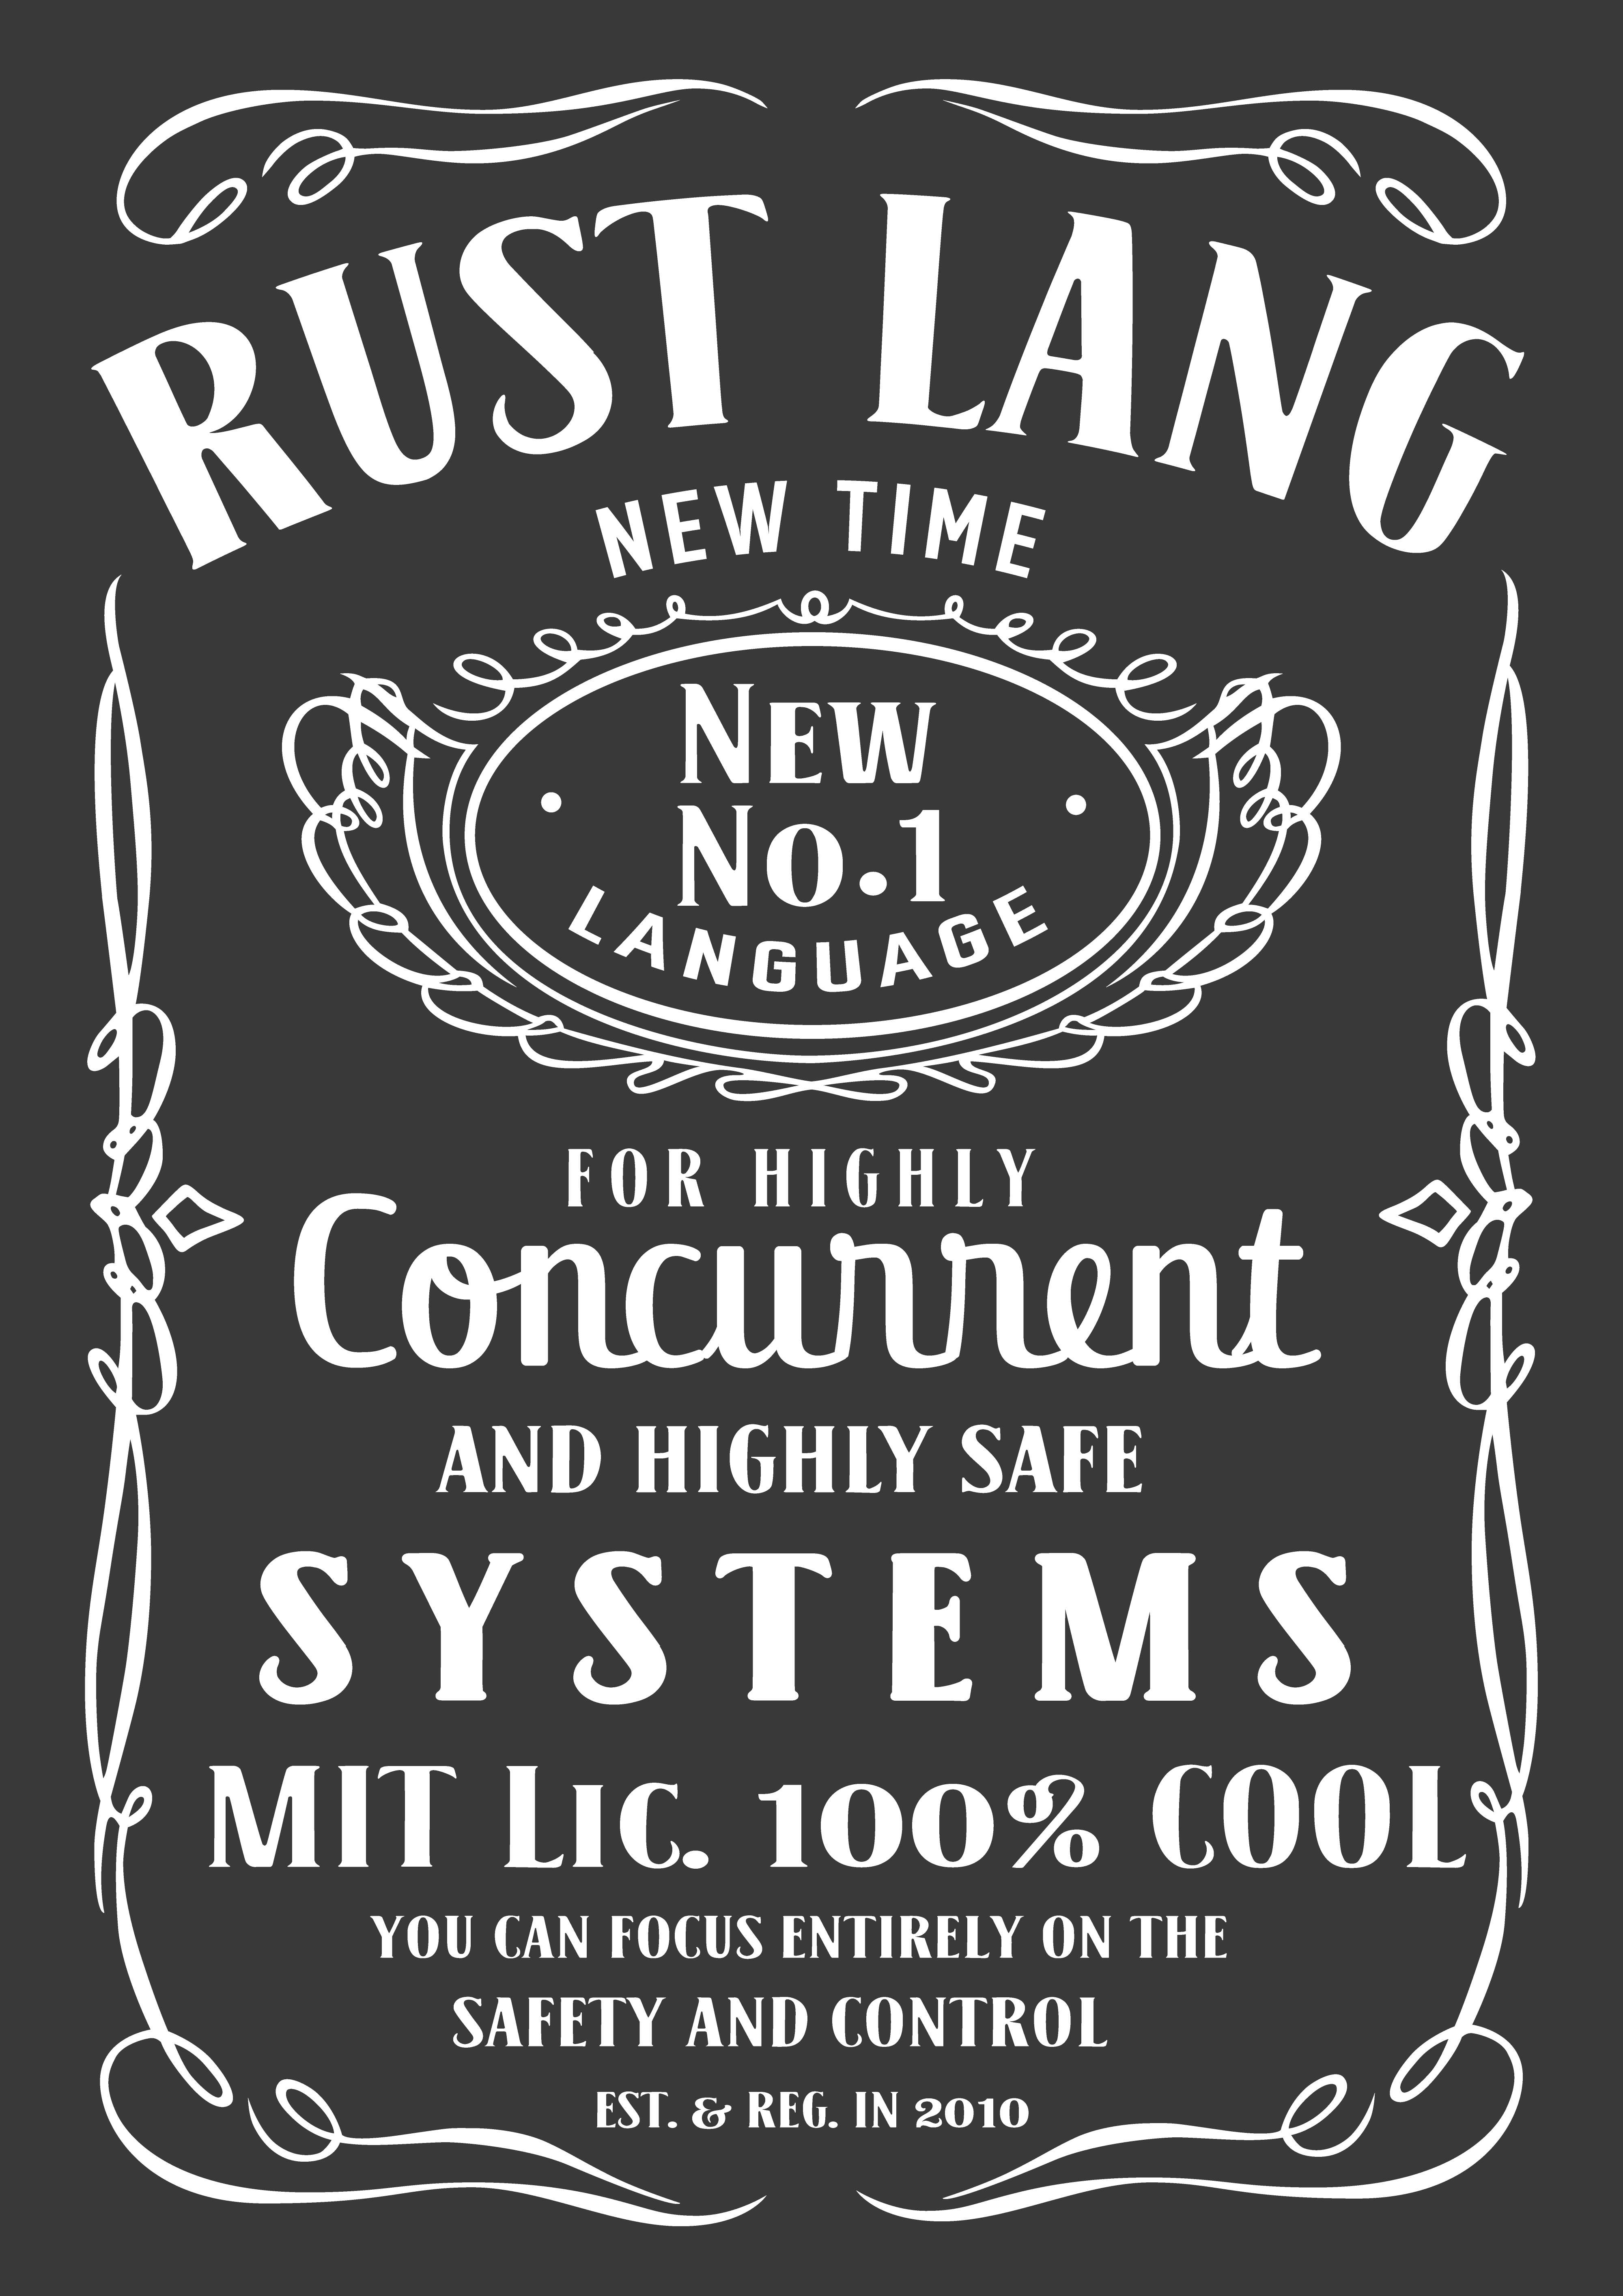 RUST LANG
NEW TIME
NEW
No.1
LANGUAGE
FOR HIGHLY
Concurrent
AND HIGHLY SAFE
SYSTEMS
MIT Lic. 100% COOL
YOU CAN FOCUS ENTIRELY ON THE
SAFETY AND CONTROL
EST. & REG. IN 2010